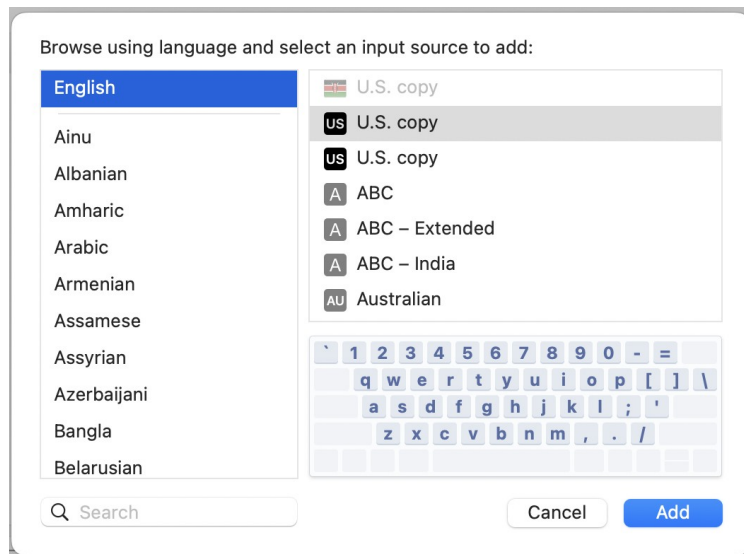 Browse using language and select an input source to add:
English
Ainu
Albanian
Amharic
Arabic
Armenian
Assamese
Assyrian
Azerbaijani
Bangla
Belarusian
U.S. copy
US U.S. copy
US U.S. copy
A ABC
A ABC – Extended
A ABC – India
AU Australian
` 1 2 3 4 5 6 7 8 9 0 - =
q w e r t y u i o p [ ] \
a s d f g h j k l ; '
z x c v b n m , . /
Search
Cancel
Add